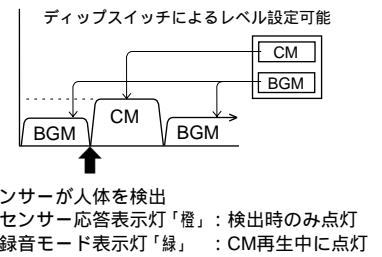 ディップスイッチによるレベル設定可能
CM
BGM
CM
BGM
BGM
ンサーが人体を検出
センサー応答表示灯「橙」：検出時のみ点灯
録音モード表示灯「緑」　：CM再生中に点灯